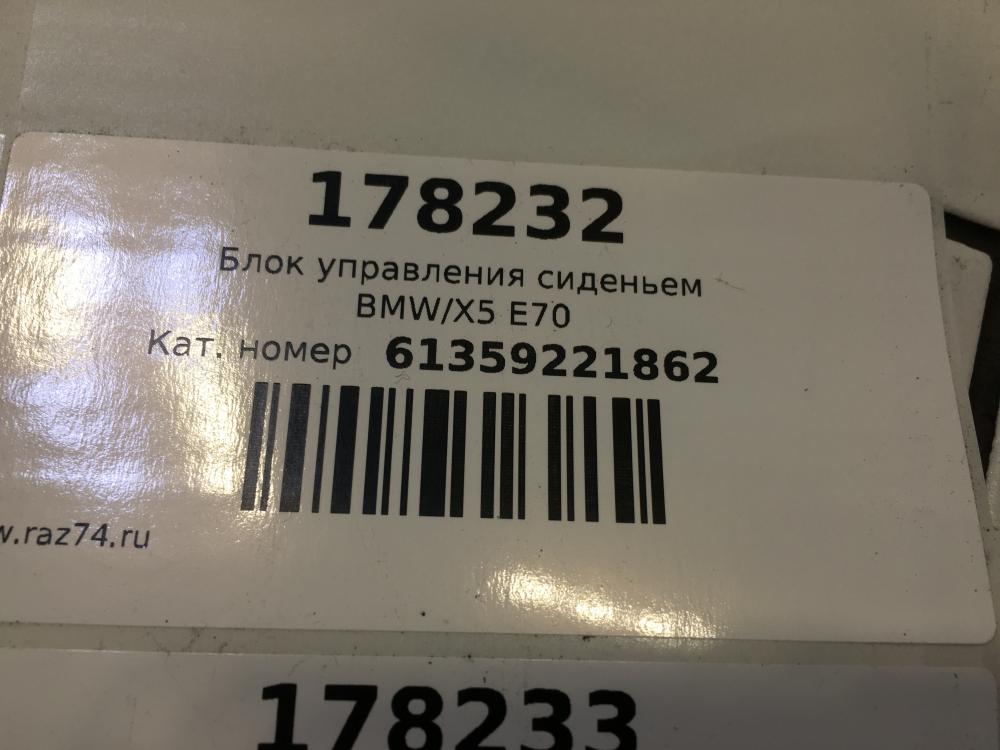 178232
Блок управления сиденьем
BMW/X5 E70
Кат. номер 61359221862
w.raz74.ru
178233